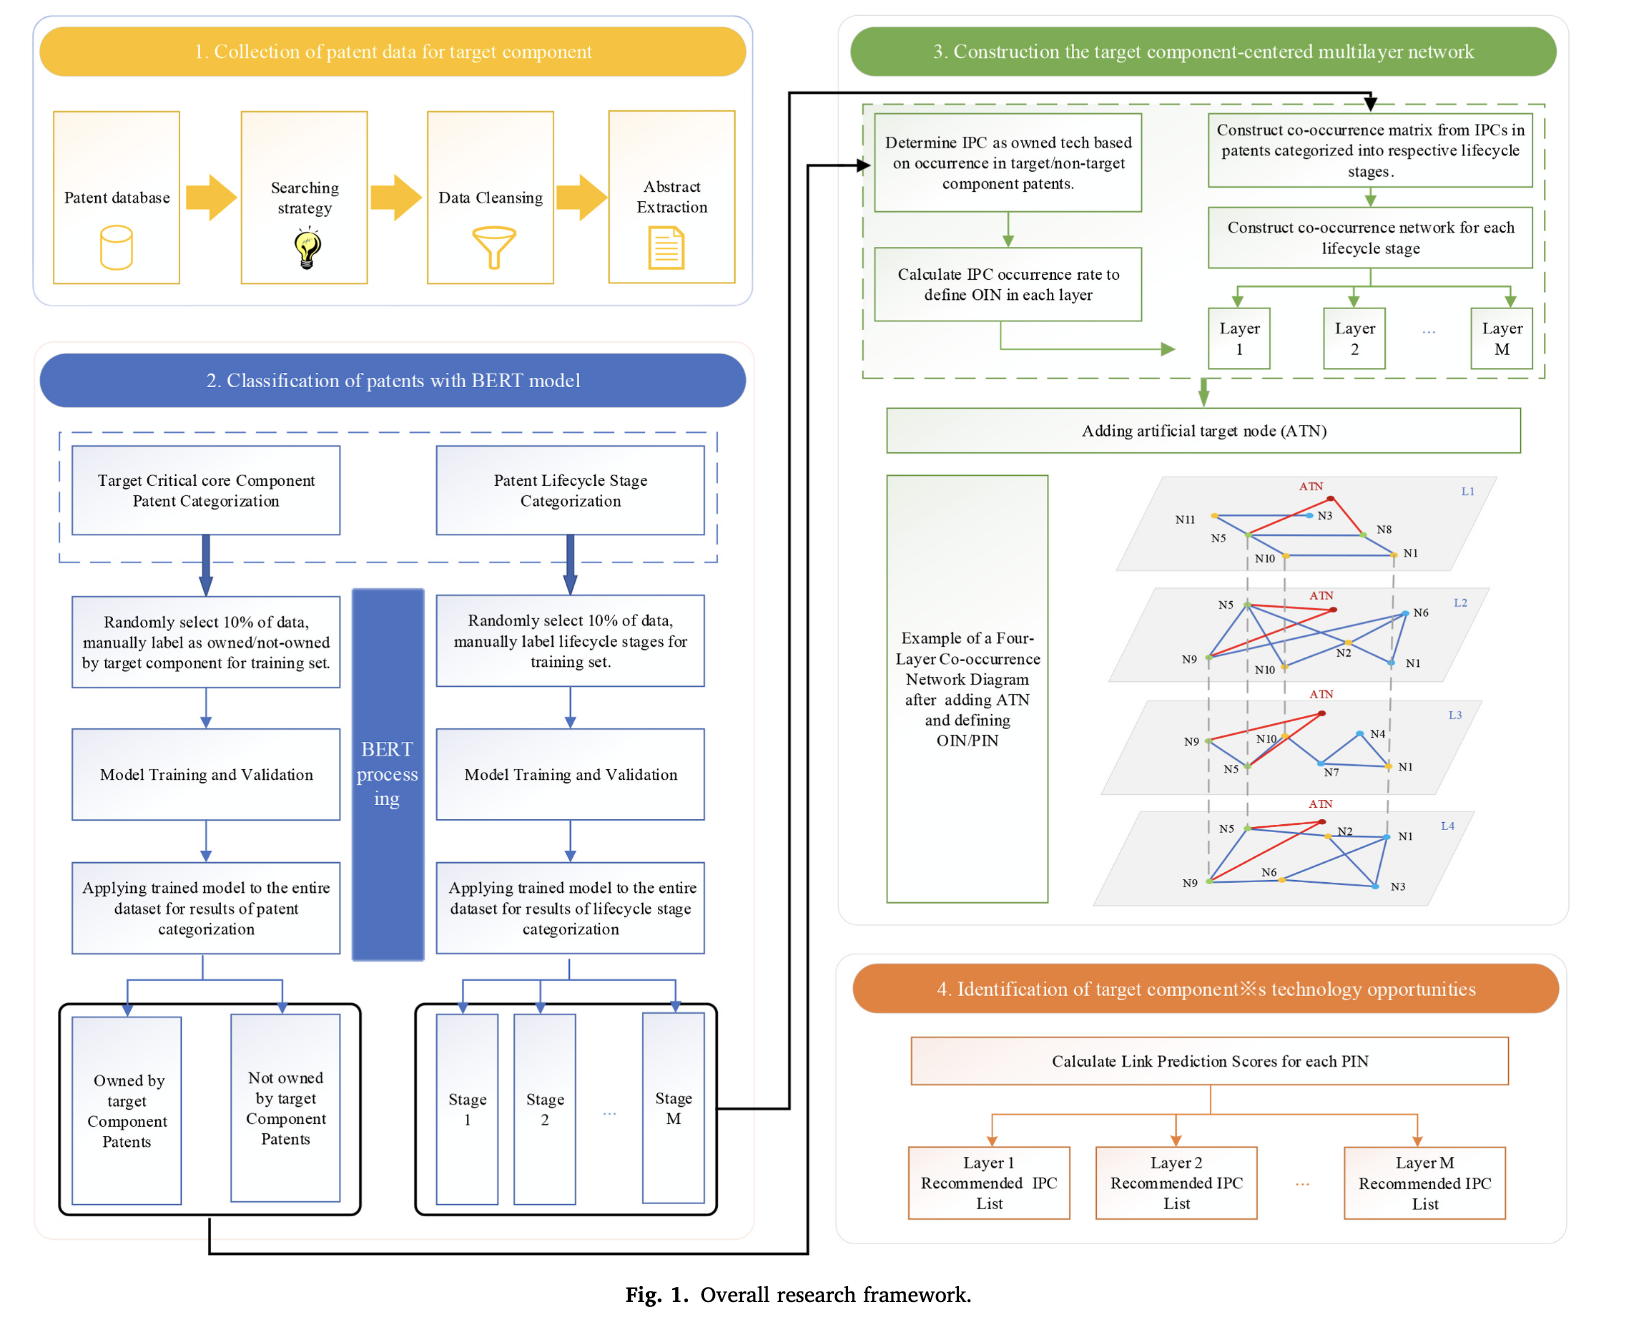 1. Collection of patent data for target component
Patent database
Searching
strategy
Data Cleansing
Abstract
Extraction
2. Classification of patents with BERT model
Target Critical core Component
Patent Categorization
Patent Lifecycle Stage
Categorization
Randomly select 10% of data,
manually label as owned/not-owned
by target component for training set.
Randomly select 10% of data,
manually label lifecycle stages for
training set.
BERT
process
ing
Model Training and Validation
Model Training and Validation
Applying trained model to the entire
dataset for results of patent
categorization
Applying trained model to the entire
dataset for results of lifecycle stage
categorization
Owned by
target
Component
Patents
Not owned
by target
Component
Patents
Stage
1
Stage
2
...
Stage
M
3. Construction the target component-centered multilayer network
Determine IPC as owned tech based
on occurrence in target/non-target
component patents.
Calculate IPC occurrence rate to
define OIN in each layer
Construct co-occurrence matrix from IPCs in
patents categorized into respective lifecycle
stages.
Construct co-occurrence network for each
lifecycle stage
Layer
1
Layer
2
...
Layer
M
Adding artificial target node (ATN)
Example of a Four-
Layer Co-occurrence
Network Diagram
after adding ATN
and defining
OIN/PIN
ATN
L1
N11
N3
N5
N8
N10
N1
ATN
L2
N5
N6
N9
N10
N2
N1
ATN
L3
N9
N10
N4
N5
N7
N1
ATN
L4
N5
N2
N1
N9
N6
N3
4. Identification of target component※s technology opportunities
Calculate Link Prediction Scores for each PIN
Layer 1
Recommended IPC
List
Layer 2
Recommended IPC
List
...
Layer M
Recommended IPC
List
Fig. 1. Overall research framework.